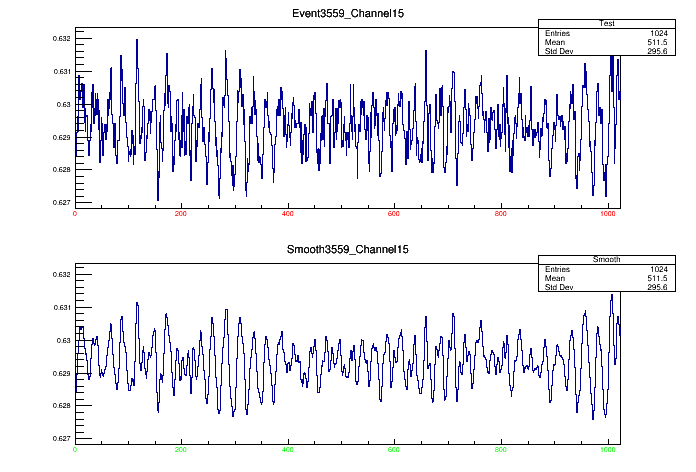 Event3559_Channel15
Test
Entries 1024
Mean 511.5
Std Dev 295.6
0.632
0.631
0.63
0.629
0.628
0.627
0 200 400 600 800 1000
Smooth3559_Channel15
Smooth
Entries 1024
Mean 511.5
Std Dev 295.6
0.632
0.631
0.63
0.629
0.628
0.627
0 200 400 600 800 1000